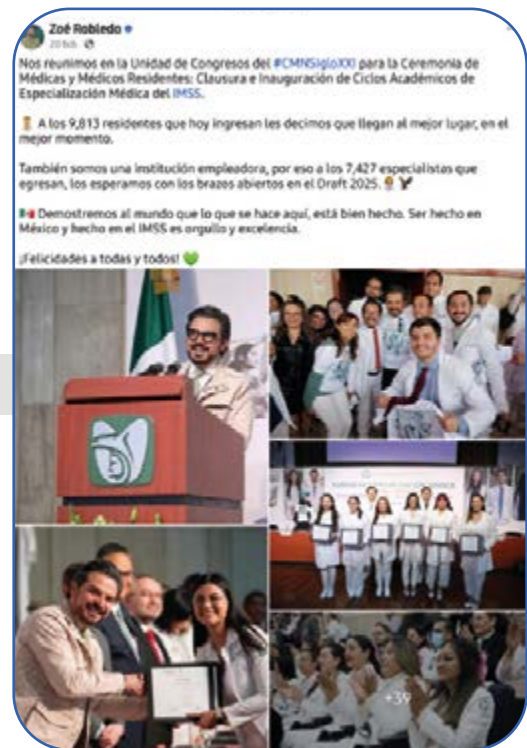 Zoé Robledo
20 feb.
Nos reunimos en la Unidad de Congresos del #CMNSigloXXI para la Ceremonia de
Médicas y Médicos Residentes: Clausura e Inauguración de Ciclos Académicos de
Especialización Médica del IMSS.
A los 9,813 residentes que hoy ingresan les decimos que llegan al mejor lugar, en el
mejor momento.
También somos una institución empleadora, por eso a los 7,427 especialistas que
egresan, los esperamos con los brazos abiertos en el Draft 2025.
Demostremos al mundo que lo que se hace aquí, está bien hecho. Ser hecho en
México y hecho en el IMSS es orgullo y excelencia.
¡Felicidades a todas y todos!
+39